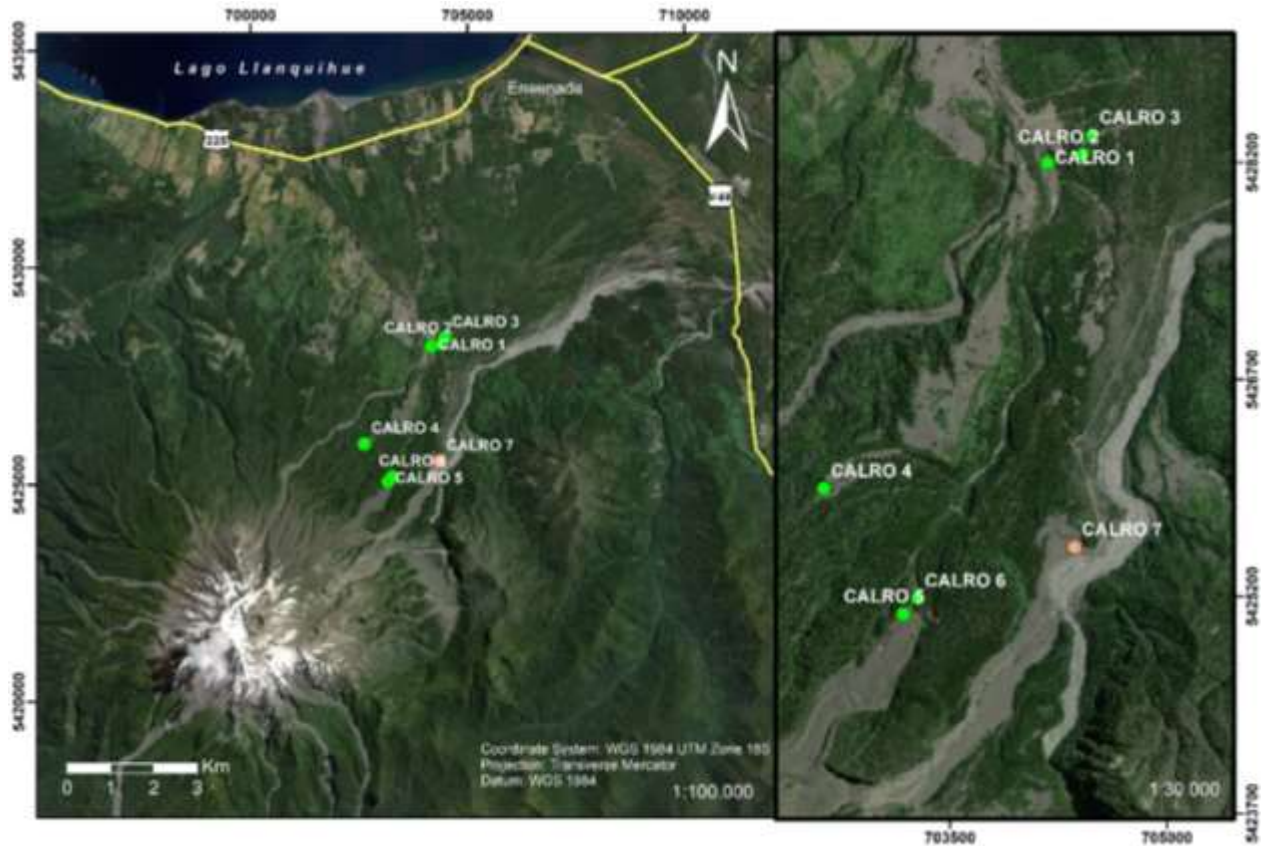 700000
705000
710000
5435000
5430000
5425000
5420000
Lago Llanquihue
Ensenada
N
225
CALRO 2
CALRO 3
CALRO 1
CALRO 4
CALRO 7
CALRO 6
CALRO 5
Km
0 1 2 3
Coordinate System: WGS 1984 UTM Zone 18S
Projection: Transverse Mercator
Datum: WGS 1984
1:100.000
CALRO 3
CALRO 2
CALRO 1
CALRO 4
CALRO 7
CALRO 6
CALRO 5
1:30 000
5428200
5426700
5425200
5423700
703500
705000